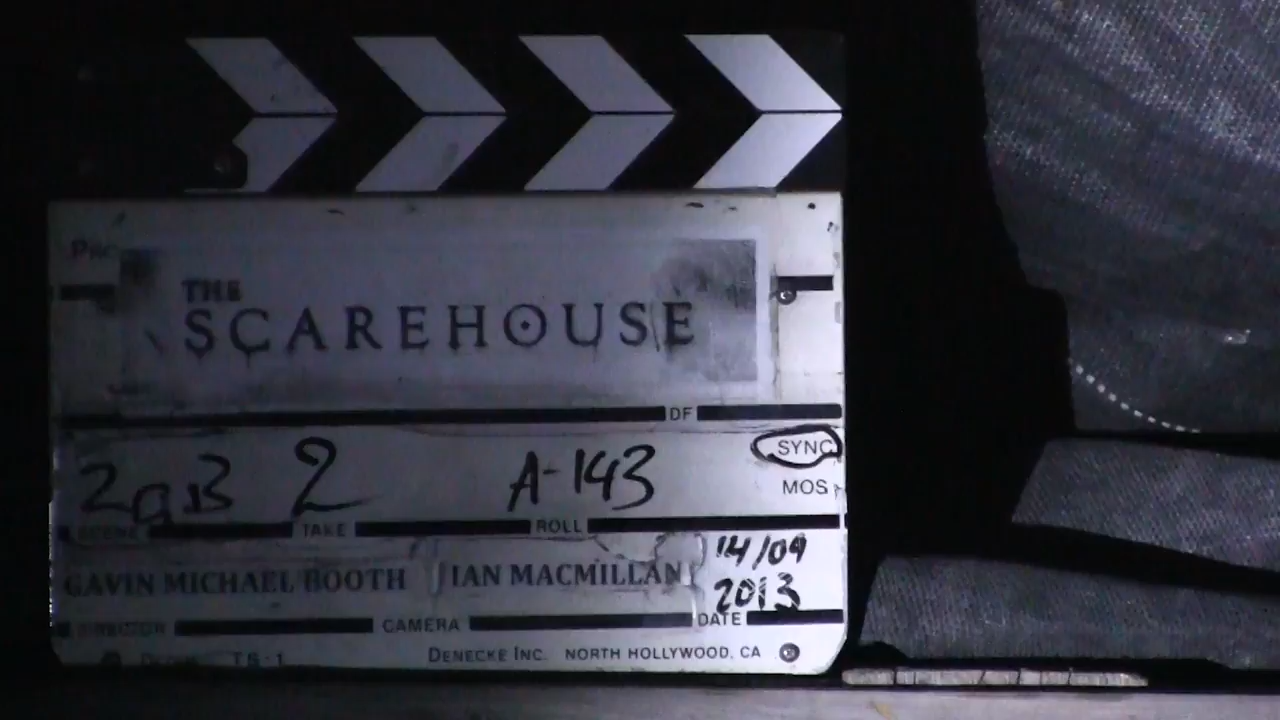 THE
SCAREHOUSE
DF
2aB 2 A-143 SYNC
MOS
SCENE TAKE ROLL
14/09
GAVIN MICHAEL BOOTH IAN MACMILLAN
2013
DIRECTOR CAMERA DATE
TS-1 DENECKE INC. NORTH HOLLYWOOD, CA